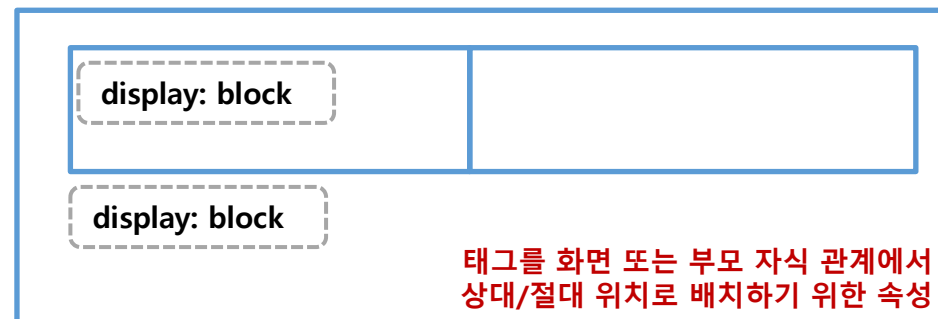 display: block
display: block
태그를 화면 또는 부모 자식 관계에서
상대/절대 위치로 배치하기 위한 속성